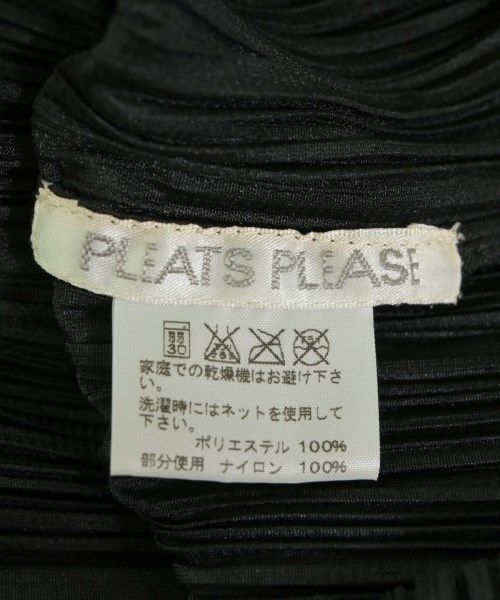 PLEATS PLEASE
弱
30
家庭での乾燥機はお避け下さ
い。
洗濯時にはネットを使用して
下さい。
ポリエステル 100%
部分使用 ナイロン 100%